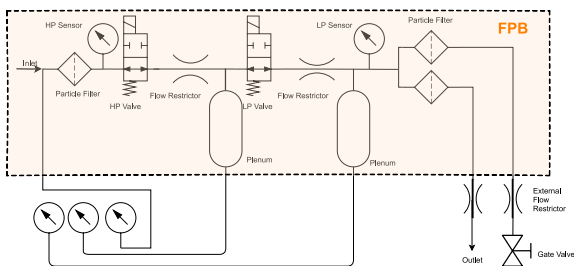 HP Sensor
LP Sensor
Particle Filter
FPB
Inlet
Particle Filter
HP Valve
Flow Restrictor
LP Valve
Flow Restrictor
Plenum
Plenum
External
Flow
Restrictor
Outlet
Gate Valve